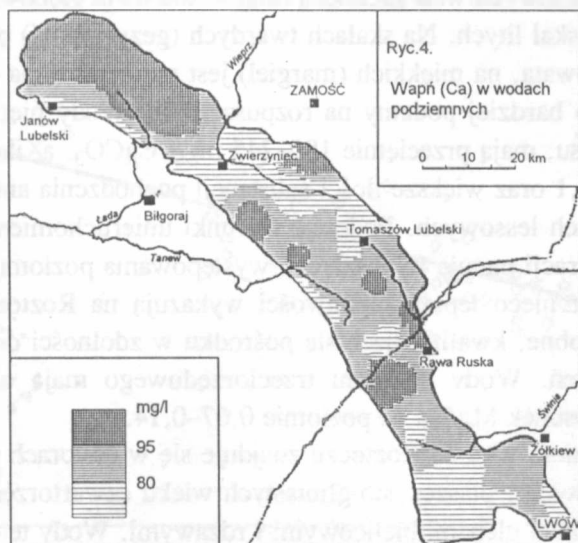 Ryc.4.
Wapń (Ca) w wodach
podziemnych
0 10 20 km
Wieprz
ZAMOŚĆ
Janów
Lubelski
Zwierzyniec
Biłgoraj
Łada
Tanew
Tomaszów Lubelski
Rawa Ruska
Świnia
Żółkiew
LWÓW
mg/l
95
80